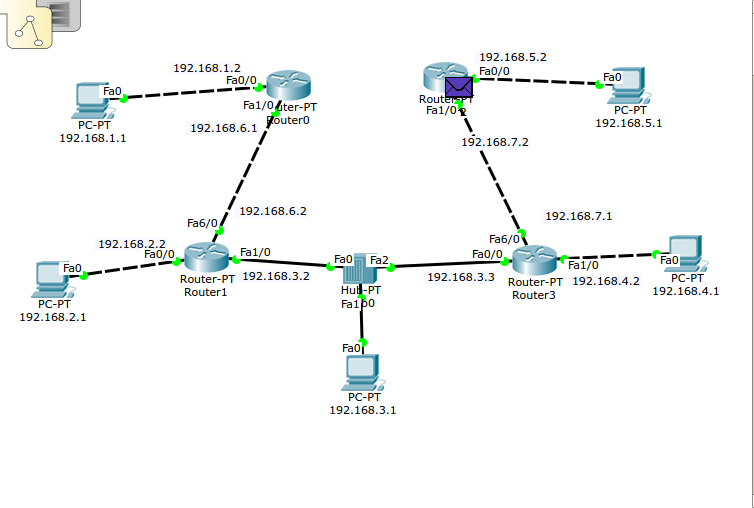 192.168.1.2
Fa0/0
Fa0
PC-PT
192.168.1.1
Fa1/0
uter-PT
Router0
192.168.6.1
192.168.5.2
Fa0/0
Fa0
Fa1/0
PC-PT
192.168.5.1
192.168.7.2
192.168.6.2
Fa6/0
192.168.7.1
Fa6/0
192.168.2.2
Fa0/0
Fa1/0
Fa0
PC-PT
192.168.2.1
Router-PT
Router1
192.168.3.2
Fa0
Fa2
Hub-PT
Fa1
192.168.3.3
Fa0/0
Fa1/0
Router-PT
Router3
192.168.4.2
Fa0
PC-PT
192.168.4.1
Fa0
PC-PT
192.168.3.1